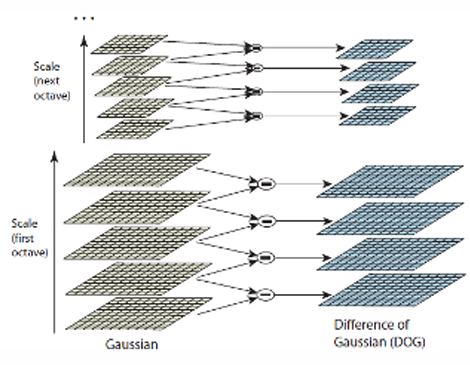 ...
Scale
(next
octave)
Scale
(first
octave)
Gaussian
Difference of
Gaussian (DOG)